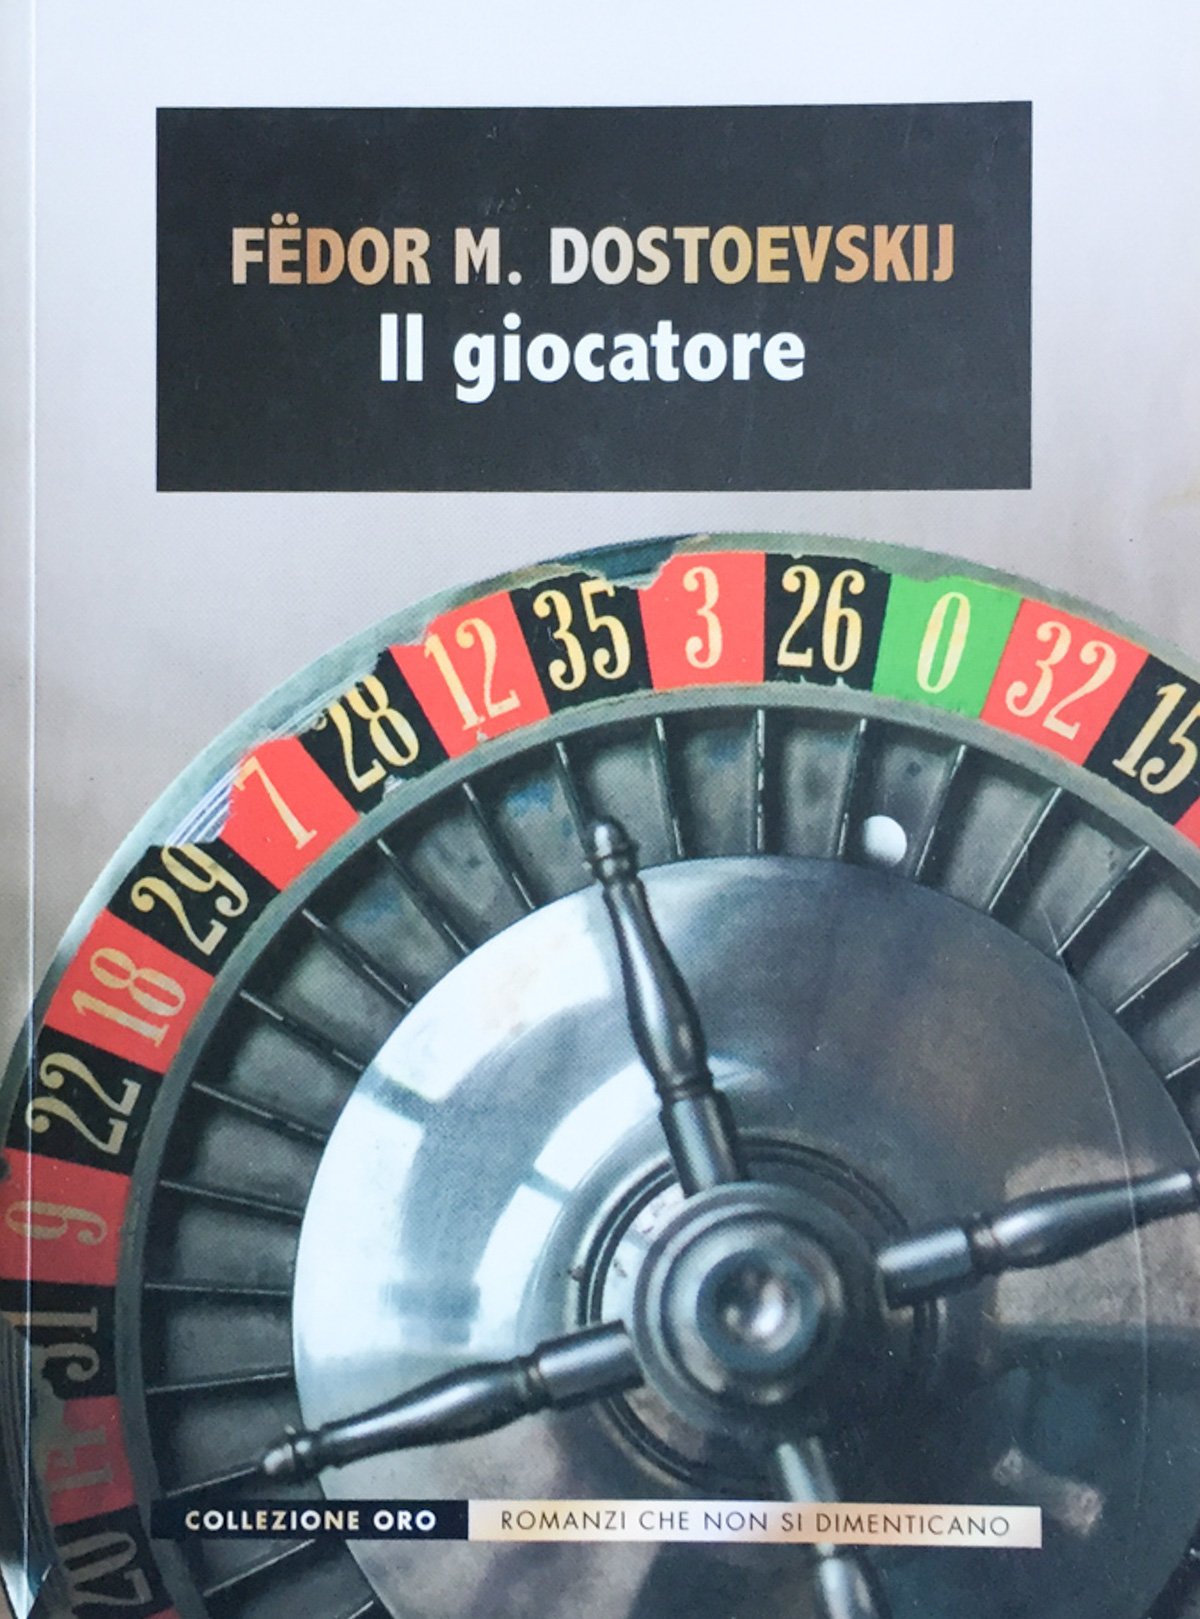 FËDOR M. DOSTOEVSKIJ
Il giocatore
35 3 26 0 32 15
12
28
7
29
18
22
9
31
20
COLLEZIONE ORO ROMANZI CHE NON SI DIMENTICANO